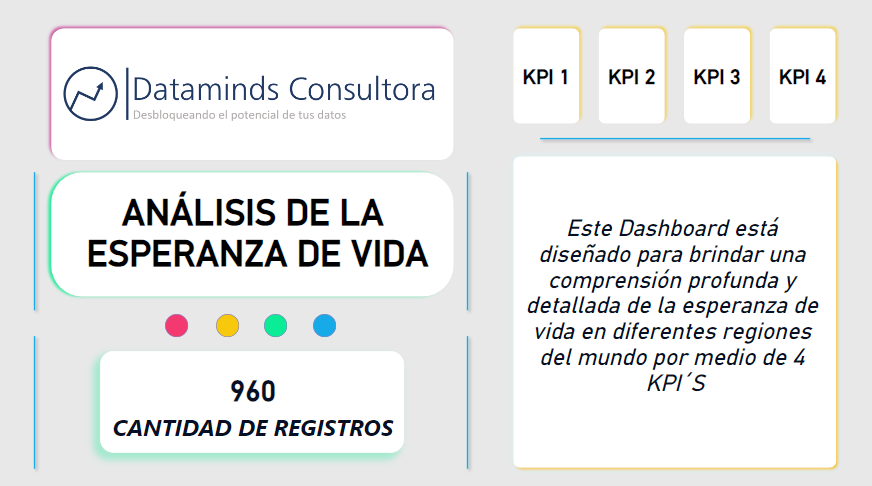 Dataminds Consultora
Desbloqueando el potencial de tus datos
ANÁLISIS DE LA
ESPERANZA DE VIDA
960
CANTIDAD DE REGISTROS
KPI 1
KPI 2
KPI 3
KPI 4
Este Dashboard está
diseñado para brindar una
comprensión profunda y
detallada de la esperanza de
vida en diferentes regiones
del mundo por medio de 4
KPI´S